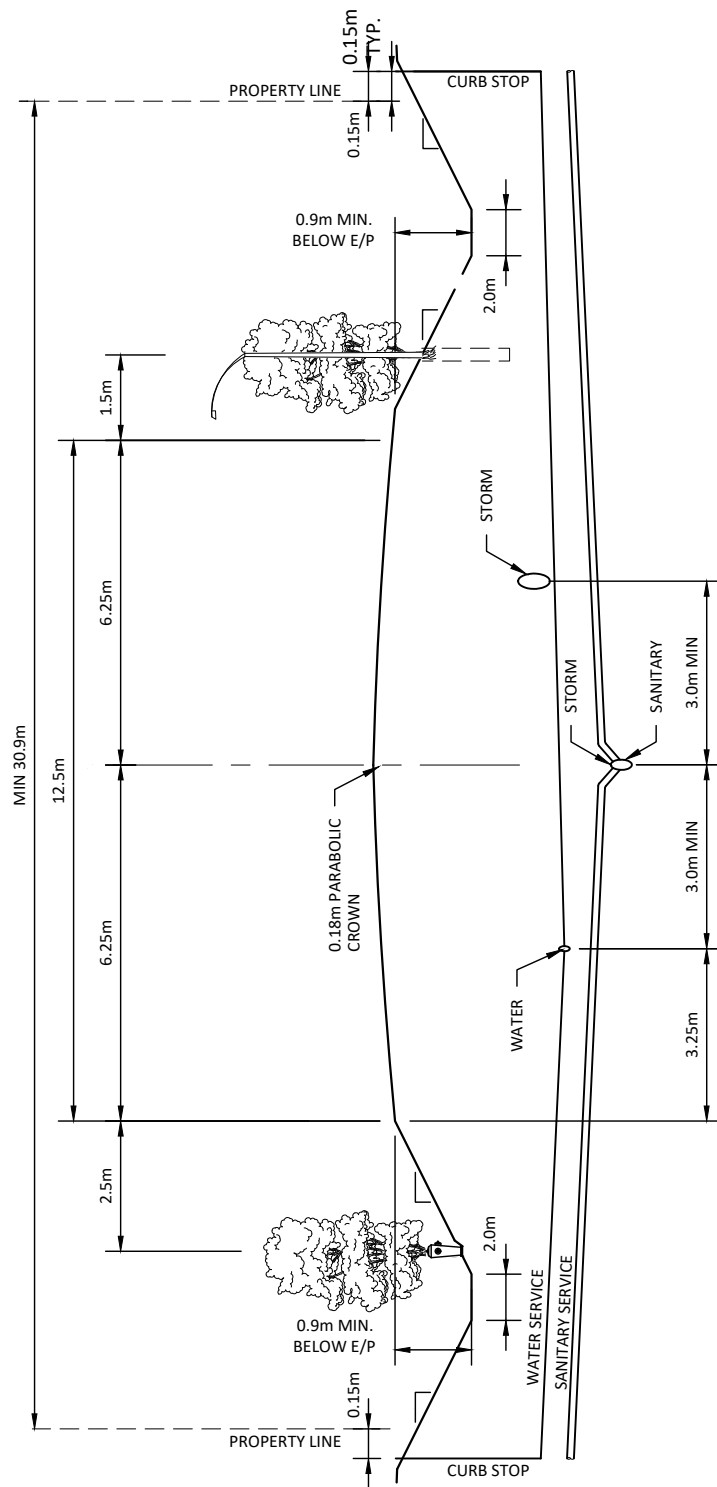 MIN 30.9m
12.5m
2.5m
6.25m
6.25m
1.5m
PROPERTY LINE
0.15m
0.9m MIN.
BELOW E/P
2.0m
CURB STOP
WATER SERVICE
SANITARY SERVICE
0.18m PARABOLIC
CROWN
WATER
STORM
SANITARY
STORM
3.25m
3.0m MIN
3.0m MIN
0.9m MIN.
BELOW E/P
2.0m
PROPERTY LINE
0.15m
0.15m
TYP.
CURB STOP